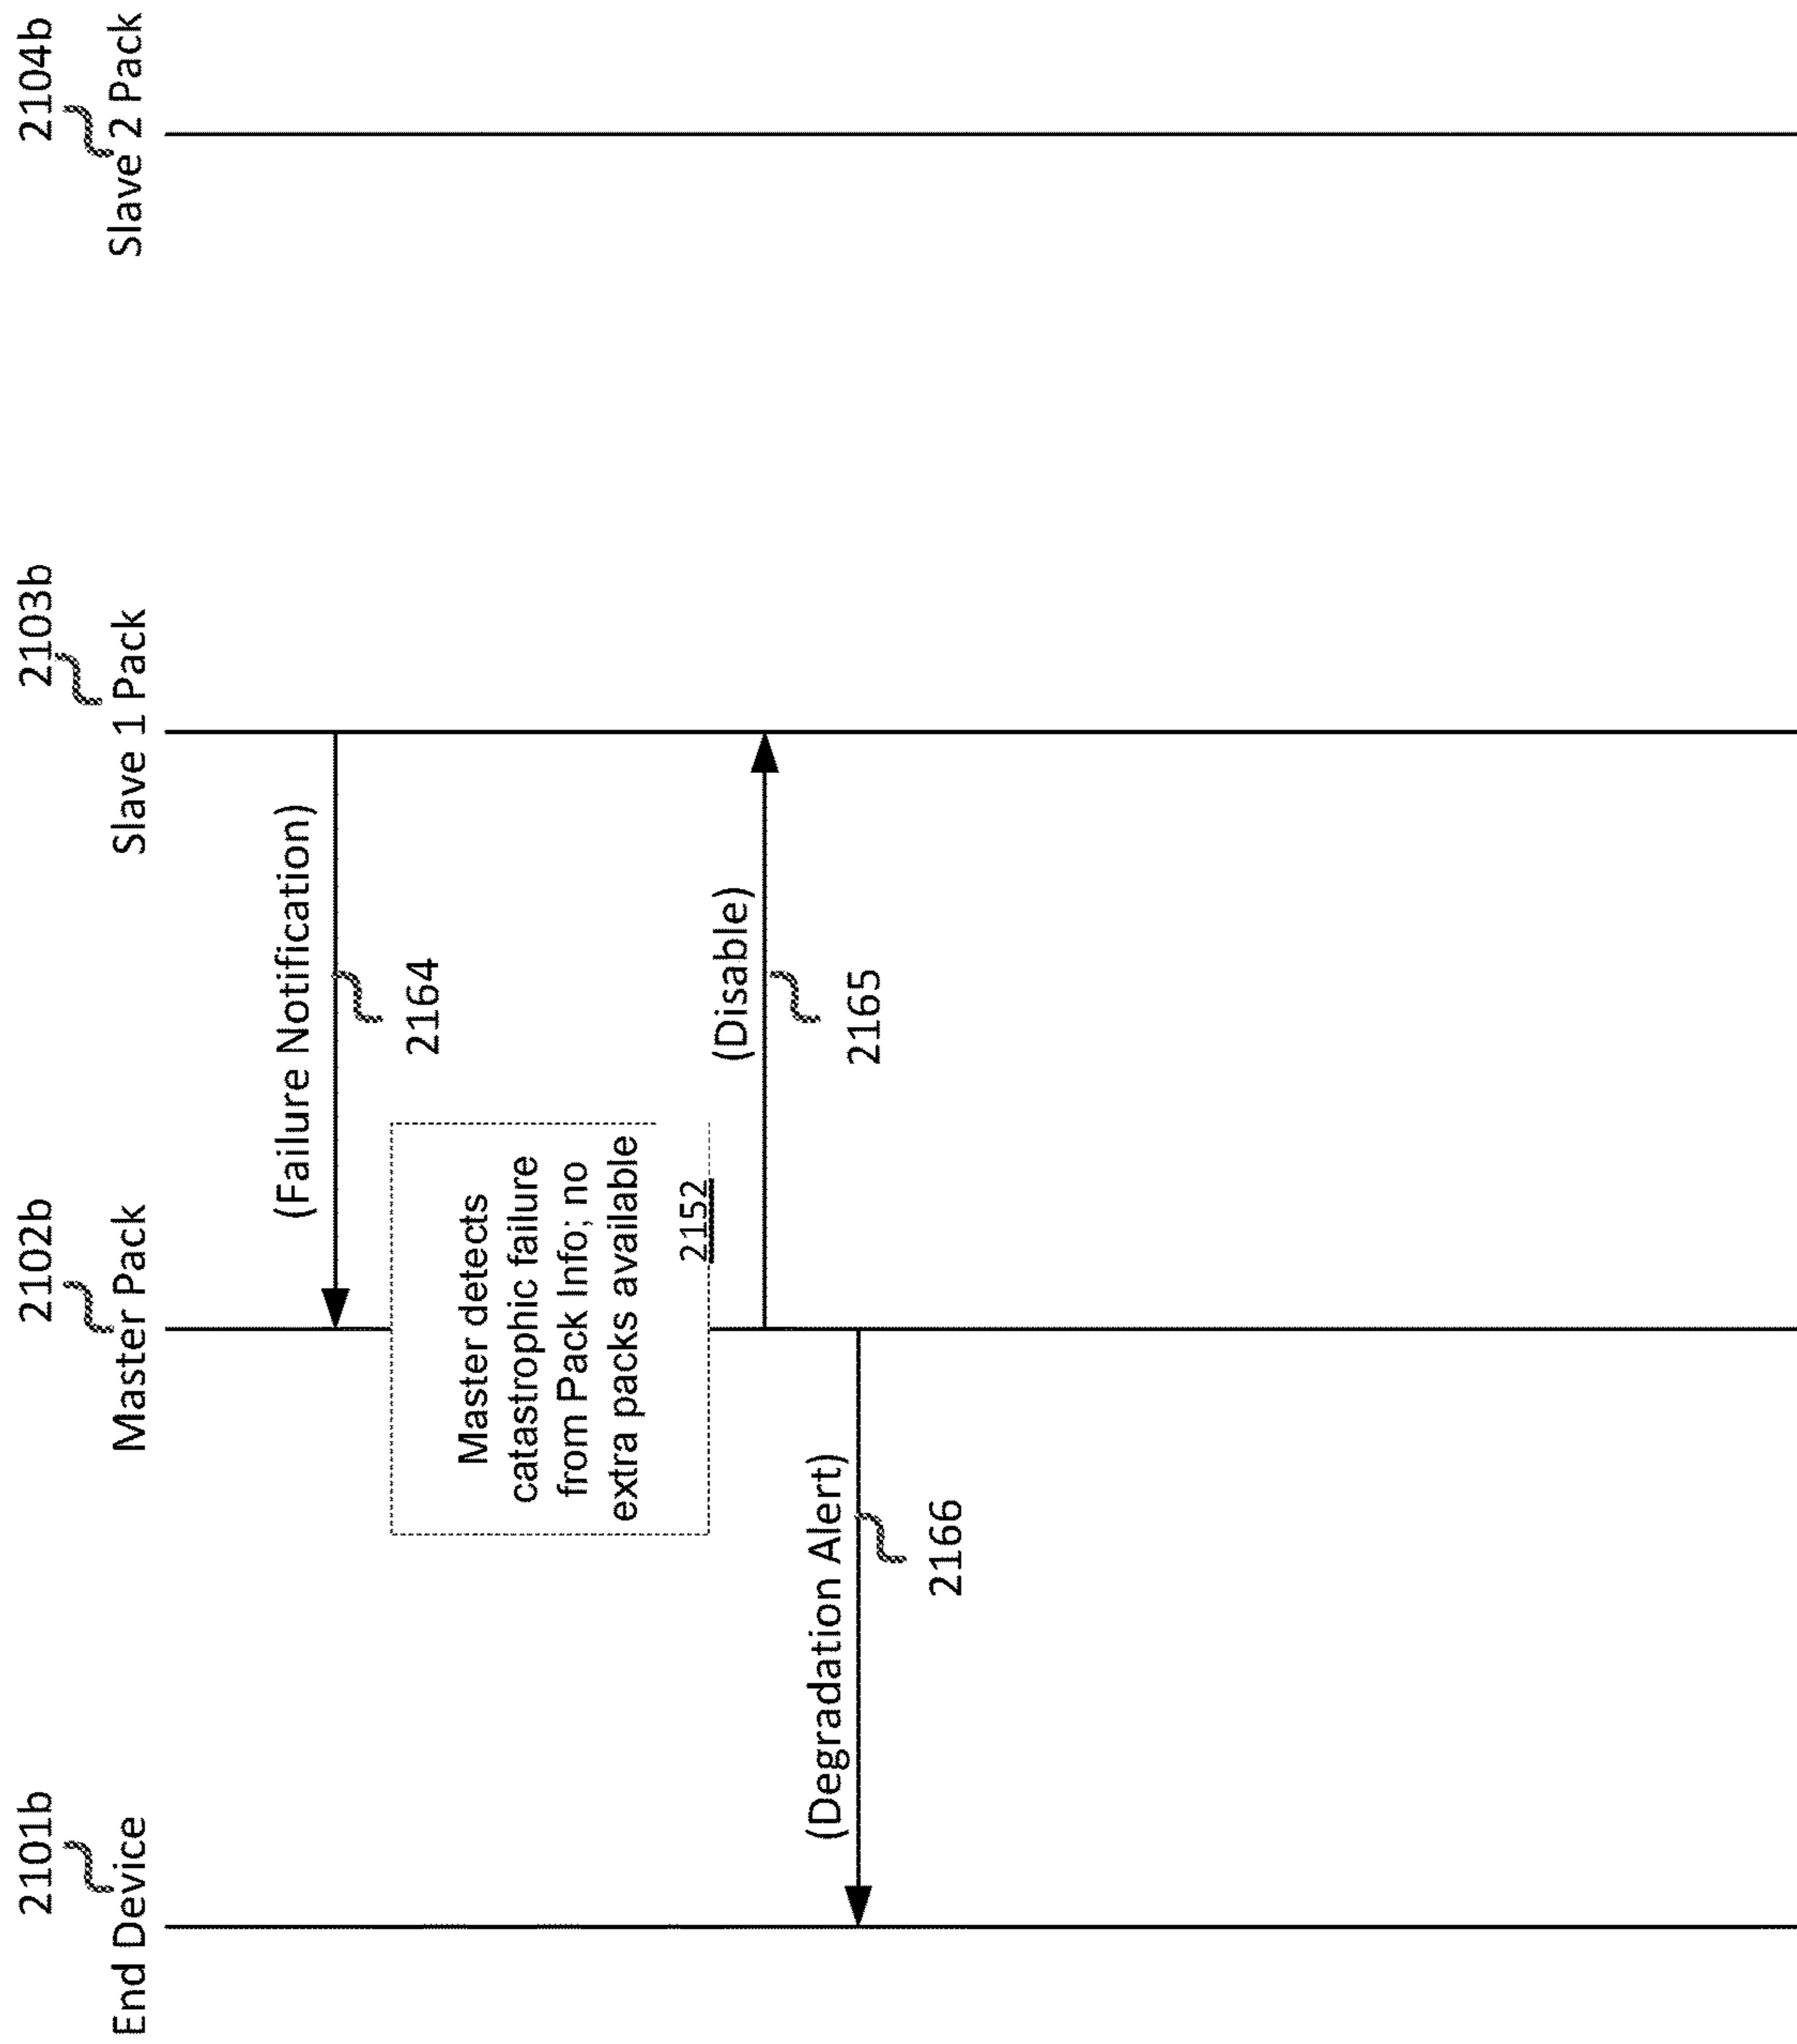 2101b
End Device
2102b
Master Pack
2103b
Slave 1 Pack
2104b
Slave 2 Pack
(Failure Notification)
2164
Master detects
catastrophic failure
from Pack Info; no
extra packs available
2152
(Disable)
2165
(Degradation Alert)
2166